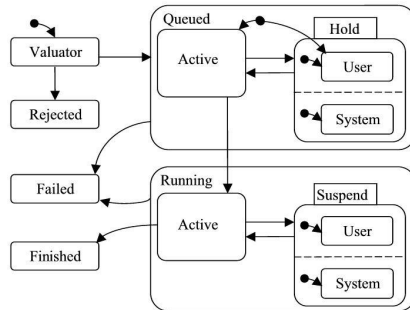 Queued
Hold
Valuator
Active
User
Rejected
System
Failed
Running
Suspend
Active
User
Finished
System